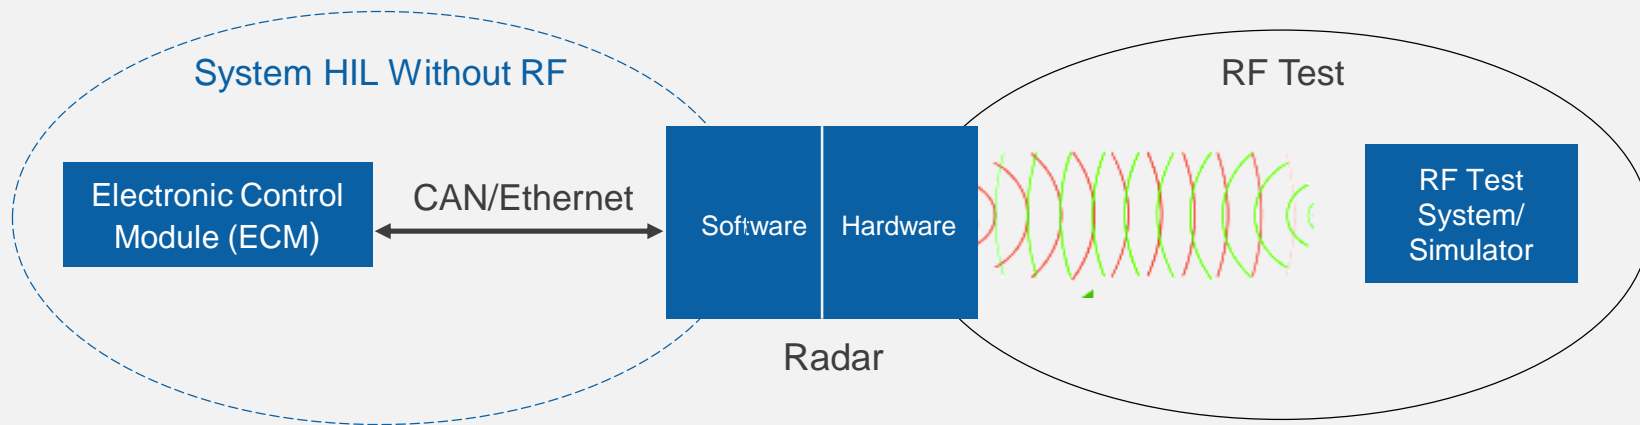 System HIL Without RF
RF Test
Electronic Control
Module (ECM)
CAN/Ethernet
Software
Hardware
RF Test
System/
Simulator
Radar